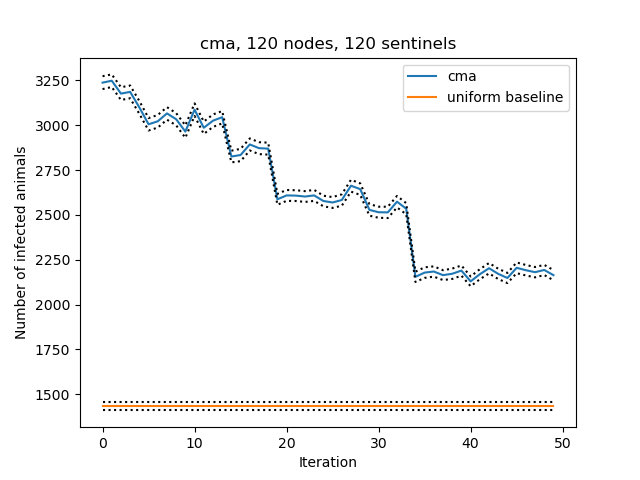 cma, 120 nodes, 120 sentinels
cma
uniform baseline
3250
3000
2750
2500
2250
2000
1750
1500
Number of infected animals
0 10 20 30 40 50
Iteration